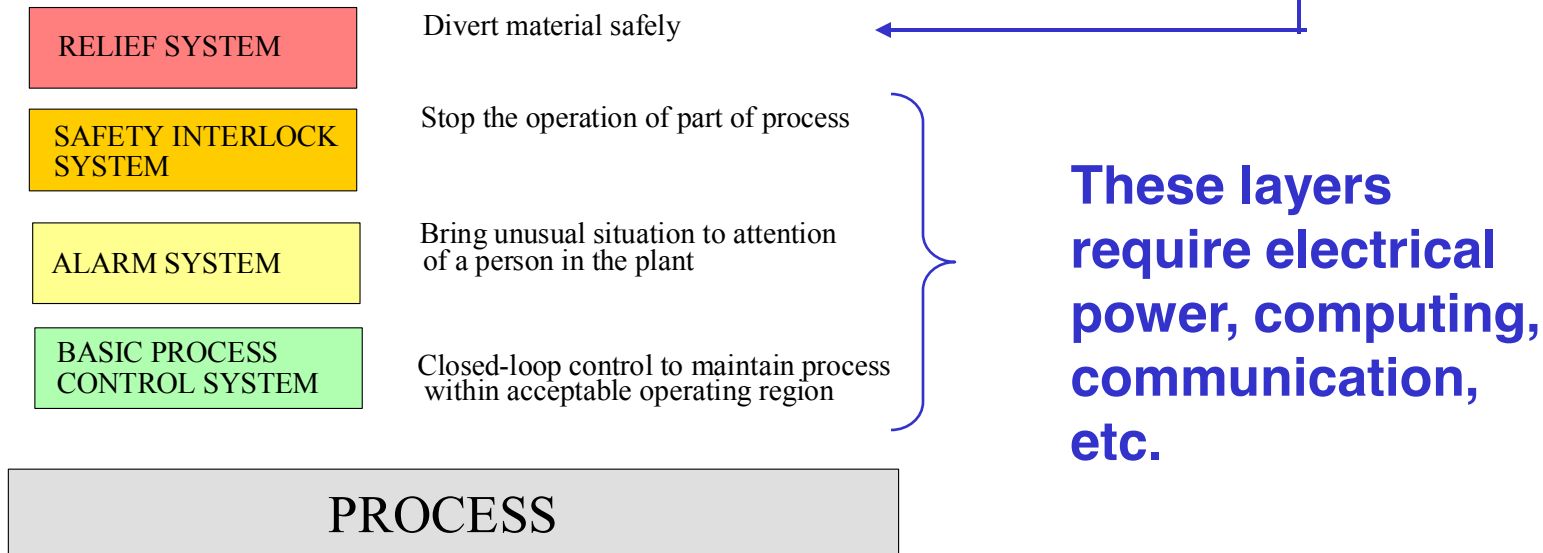 RELIEF SYSTEM
Divert material safely
SAFETY INTERLOCK
SYSTEM
Stop the operation of part of process
ALARM SYSTEM
Bring unusual situation to attention
of a person in the plant
BASIC PROCESS
CONTROL SYSTEM
Closed-loop control to maintain process
within acceptable operating region
These layers
require electrical
power, computing,
communication,
etc.
PROCESS